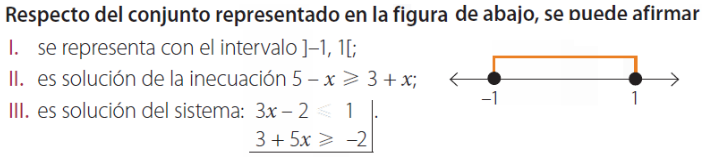 Respecto del conjunto representado en la figura de abajo, se puede afirmar
I. se representa con el intervalo ]–1, 1[;
II. es solución de la inecuación 5 – x ⩾ 3 + x;
III. es solución del sistema: 3x – 2 ⩽ 1 .
3 + 5x ⩾ –2
–1 1